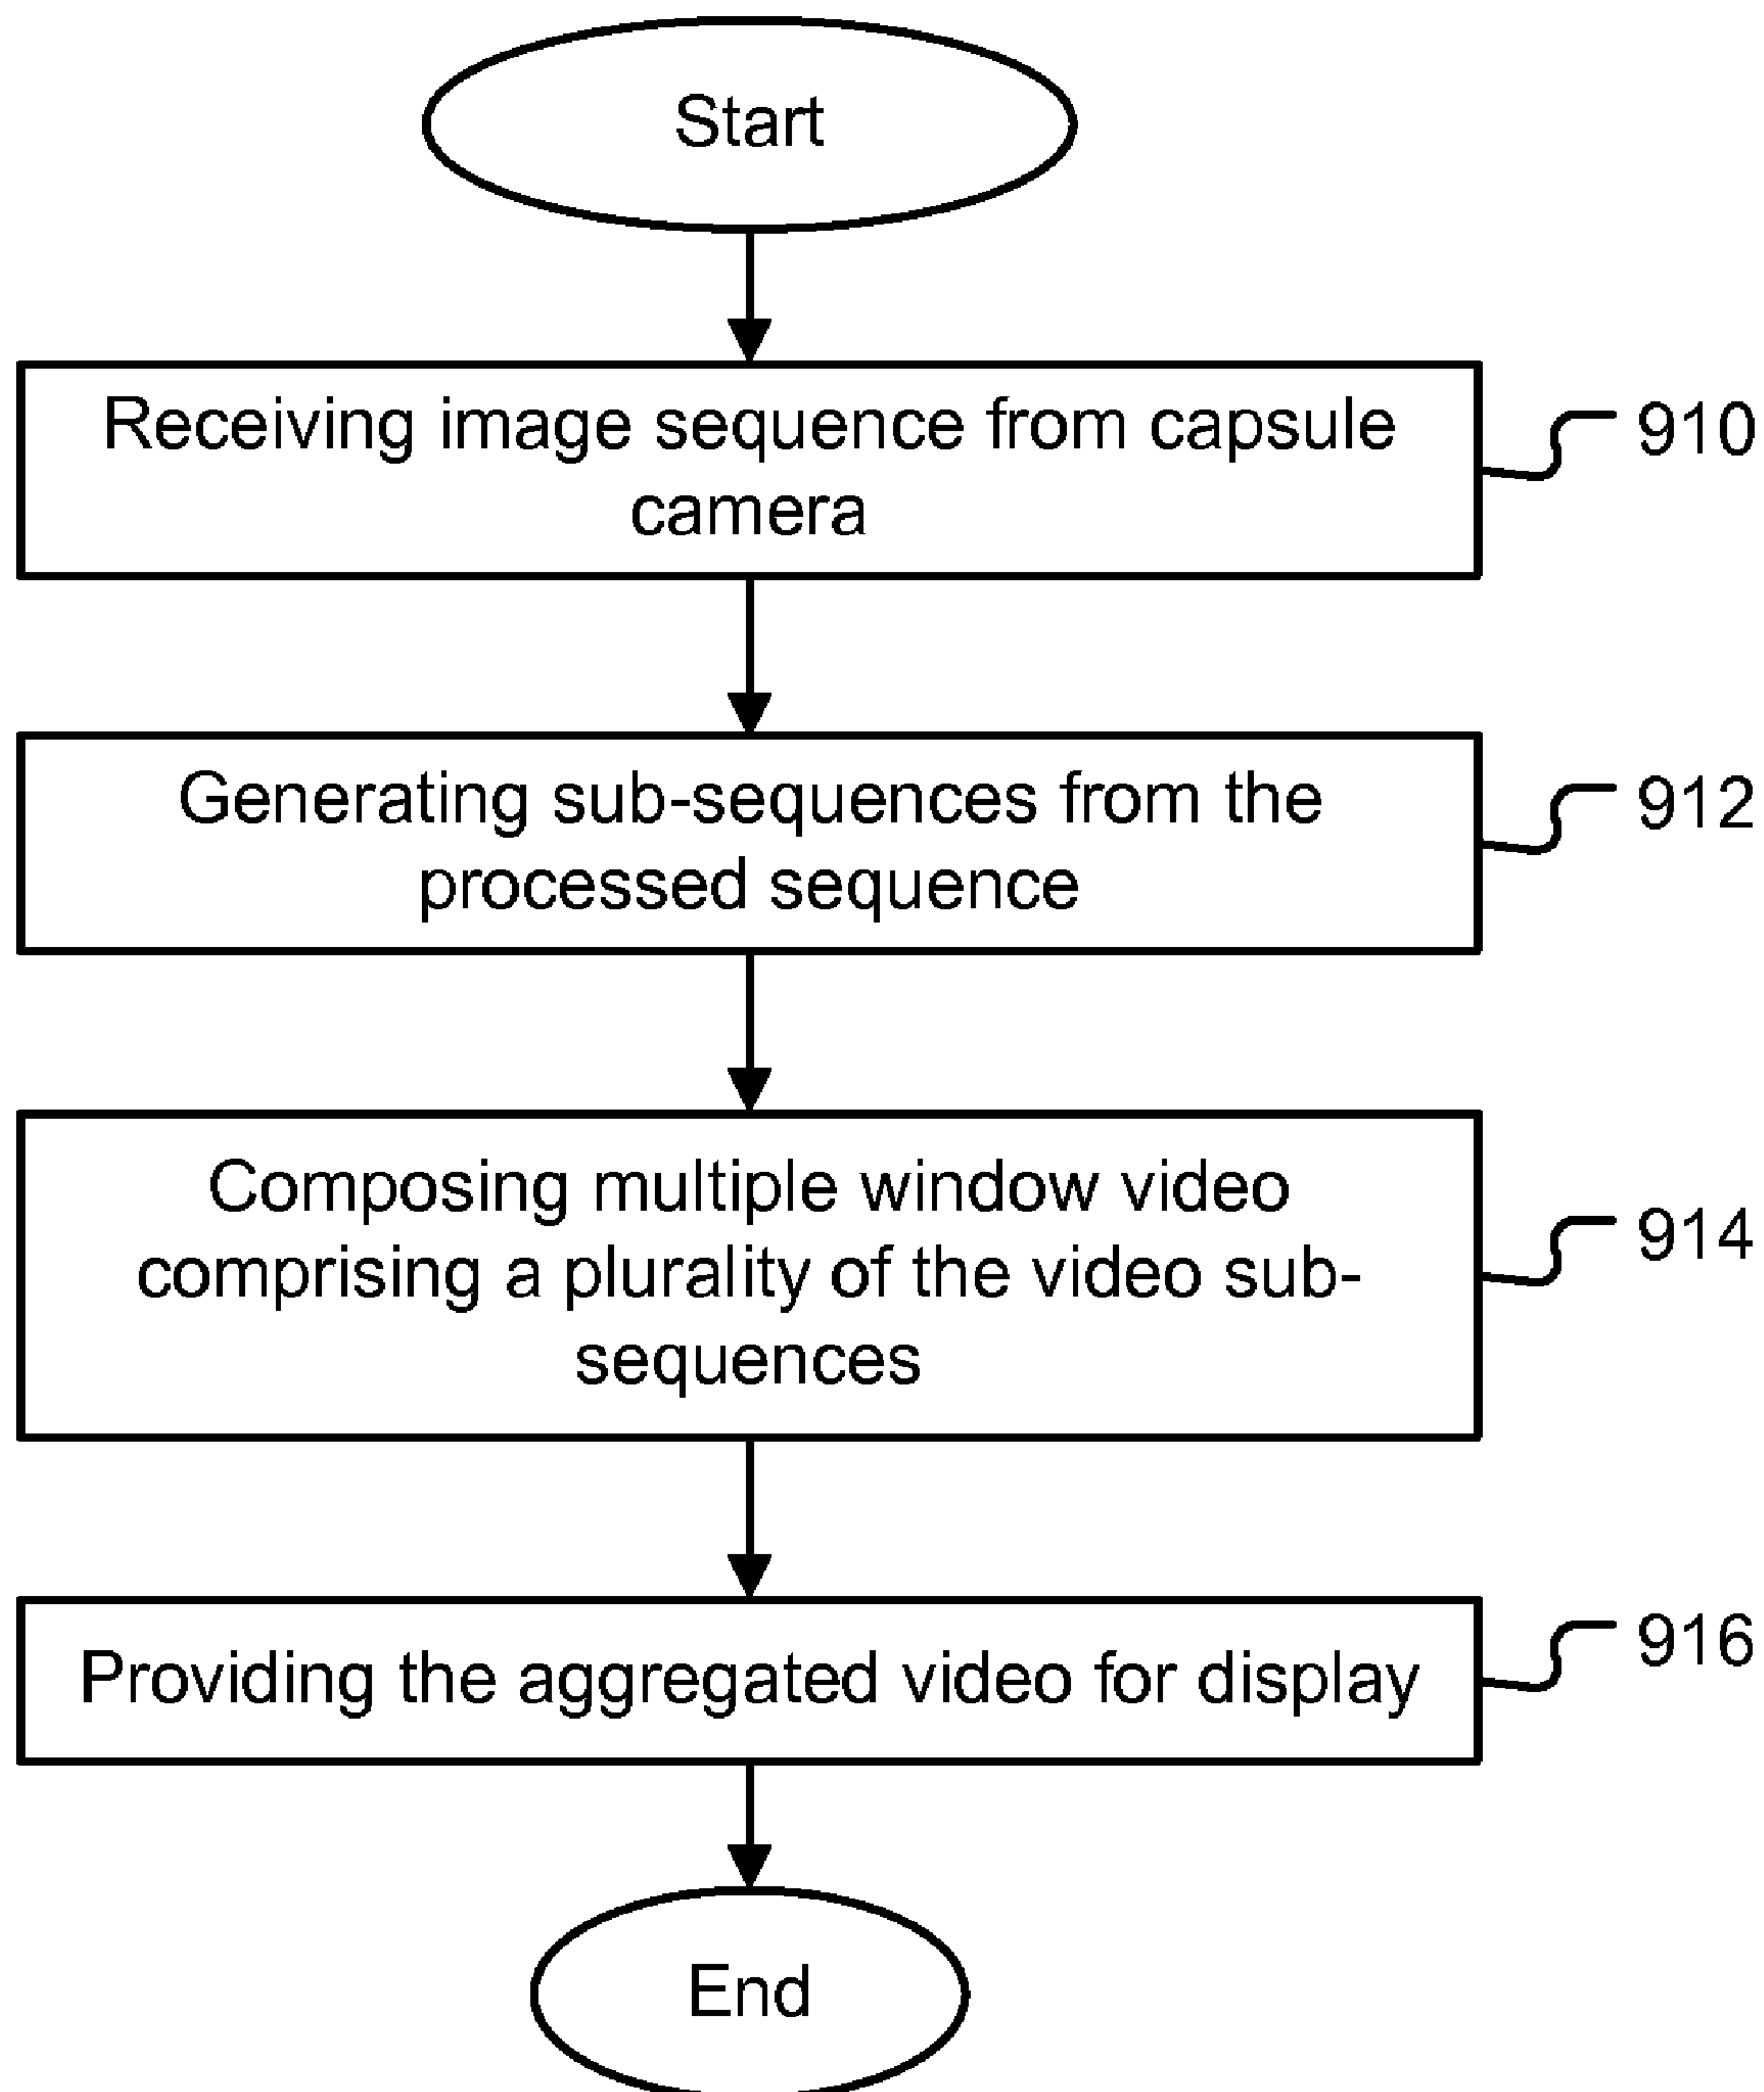 Start
Receiving image sequence from capsule
camera
910
Generating sub-sequences from the
processed sequence
912
Composing multiple window video
comprising a plurality of the video sub-
sequences
914
Providing the aggregated video for display
916
End